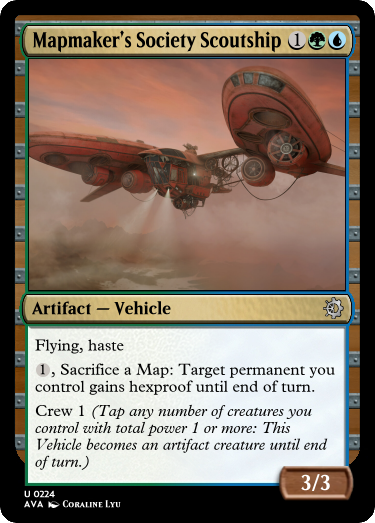 Mapmaker's Society Scoutship 1
Artifact — Vehicle
Flying, haste
1, Sacrifice a Map: Target permanent you
control gains hexproof until end of turn.
Crew 1 (Tap any number of creatures you
control with total power 1 or more: This
Vehicle becomes an artifact creature until end
of turn.)
3/3
U 0224
AVA CORALINE LYU